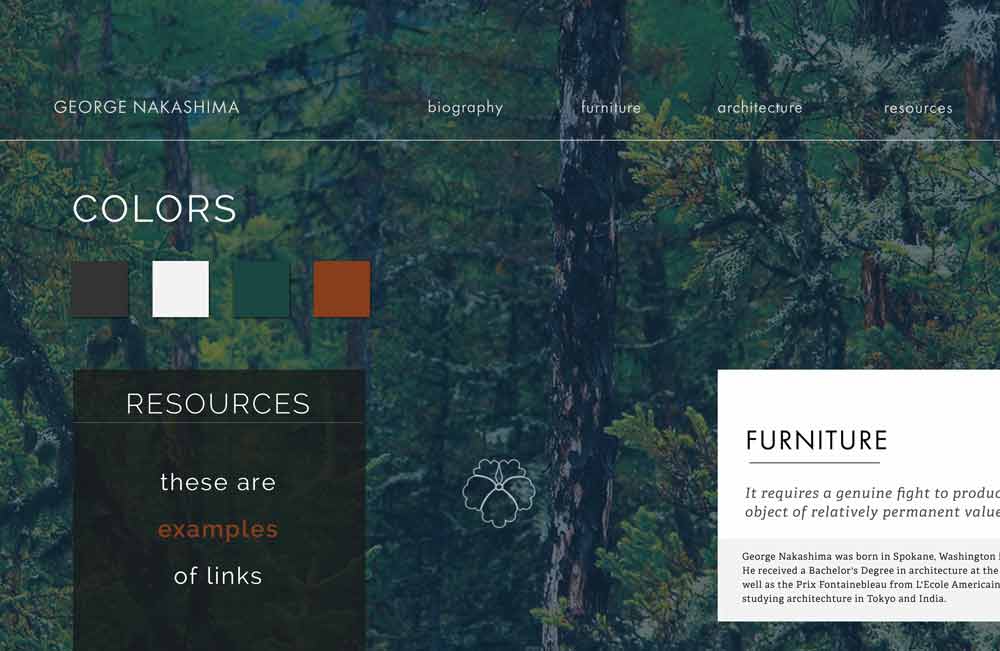 GEORGE NAKASHIMA biography furniture architecture resources
COLORS
RESOURCES
these are
examples
of links
FURNITURE
It requires a genuine fight to produc
object of relatively permanent value
George Nakashima was born in Spokane, Washington
He received a Bachelor's Degree in architecture at the
well as the Prix Fontainebleau from L'Ecole Americain
studying architechture in Tokyo and India.